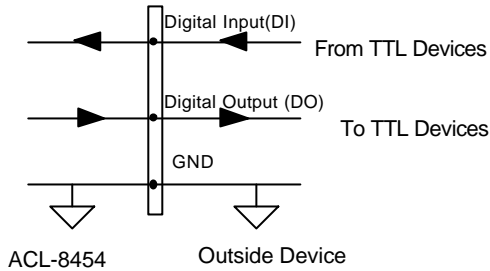 Digital Input(DI)
From TTL Devices
Digital Output (DO)
To TTL Devices
GND
ACL-8454
Outside Device